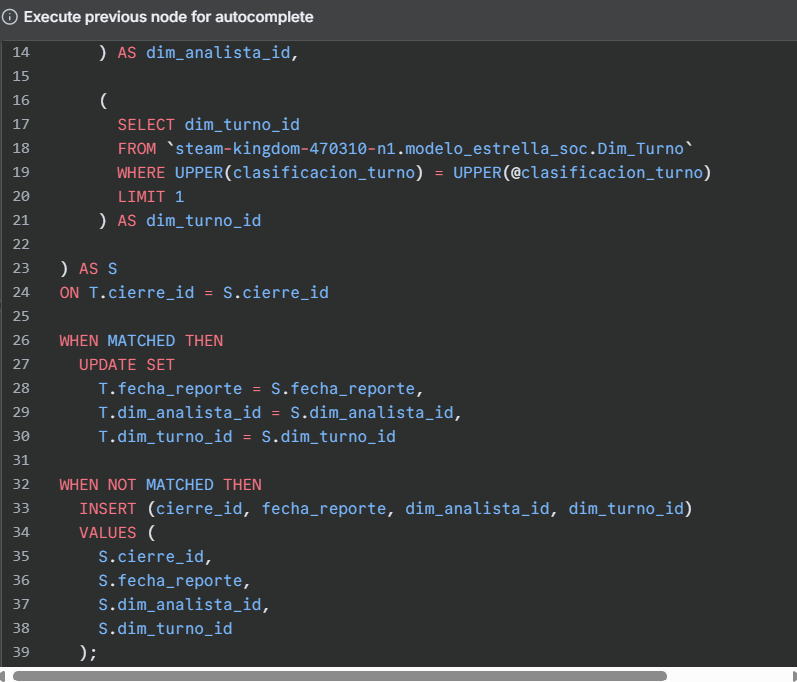 Execute previous node for autocomplete
14 ) AS dim_analista_id,
15
16 (
17 SELECT dim_turno_id
18 FROM `steam-kingdom-470310-n1.modelo_estrella_soc.Dim_Turno`
19 WHERE UPPER(clasificacion_turno) = UPPER(@clasificacion_turno)
20 LIMIT 1
21 ) AS dim_turno_id
22
23 ) AS S
24 ON T.cierre_id = S.cierre_id
25
26 WHEN MATCHED THEN
27 UPDATE SET
28 T.fecha_reporte = S.fecha_reporte,
29 T.dim_analista_id = S.dim_analista_id,
30 T.dim_turno_id = S.dim_turno_id
31
32 WHEN NOT MATCHED THEN
33 INSERT (cierre_id, fecha_reporte, dim_analista_id, dim_turno_id)
34 VALUES (
35 S.cierre_id,
36 S.fecha_reporte,
37 S.dim_analista_id,
38 S.dim_turno_id
39 );